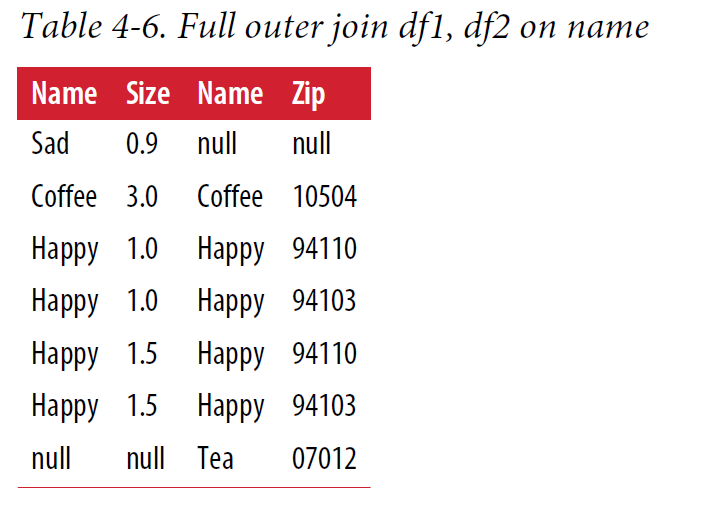 Table 4-6. Full outer join df1, df2 on name
Name Size Name Zip
Sad 0.9 null null
Coffee 3.0 Coffee 10504
Happy 1.0 Happy 94110
Happy 1.0 Happy 94103
Happy 1.5 Happy 94110
Happy 1.5 Happy 94103
null null Tea 07012